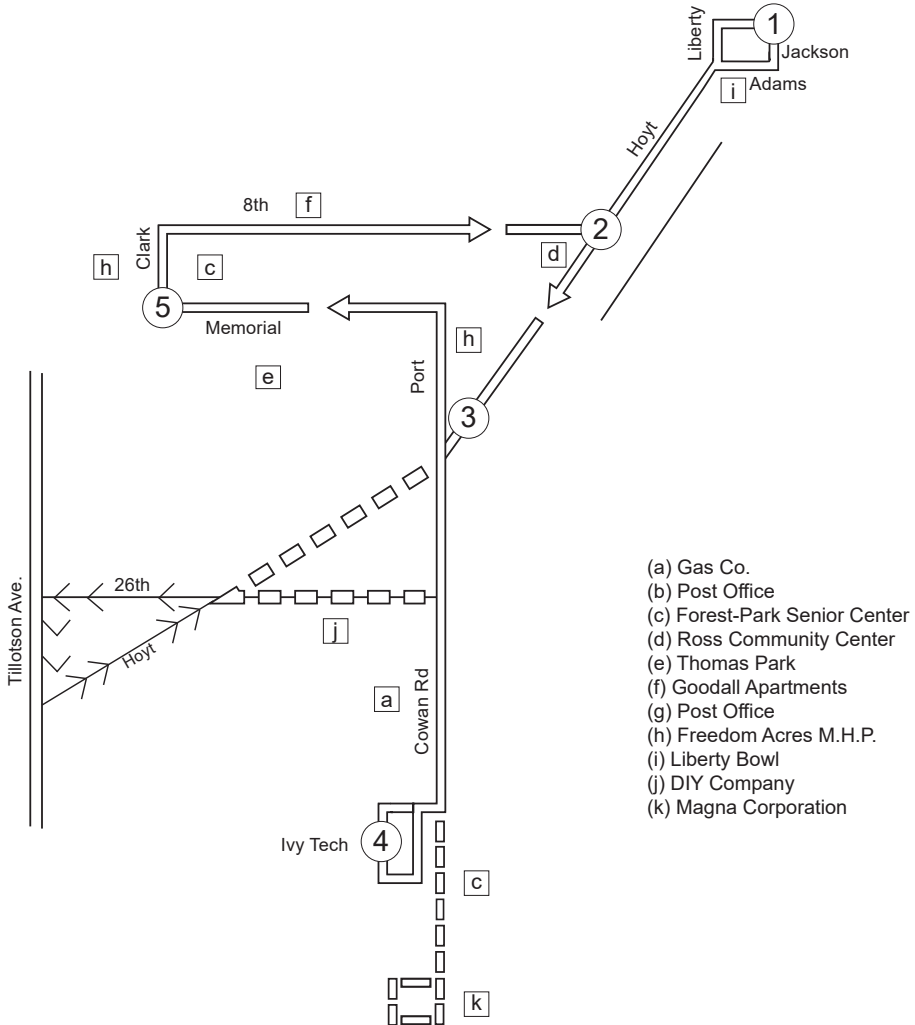 Liberty
1
Jackson
i
Adams
Hoyt
8th
f
2
d
Clark
h
c
5
Memorial
h
e
Port
3
Tillotson Ave.
26th
j
Hoyt
a
Cowan Rd
(a) Gas Co.
(b) Post Office
(c) Forest-Park Senior Center
(d) Ross Community Center
(e) Thomas Park
(f) Goodall Apartments
(g) Post Office
(h) Freedom Acres M.H.P.
(i) Liberty Bowl
(j) DIY Company
(k) Magna Corporation
Ivy Tech
4
c
k